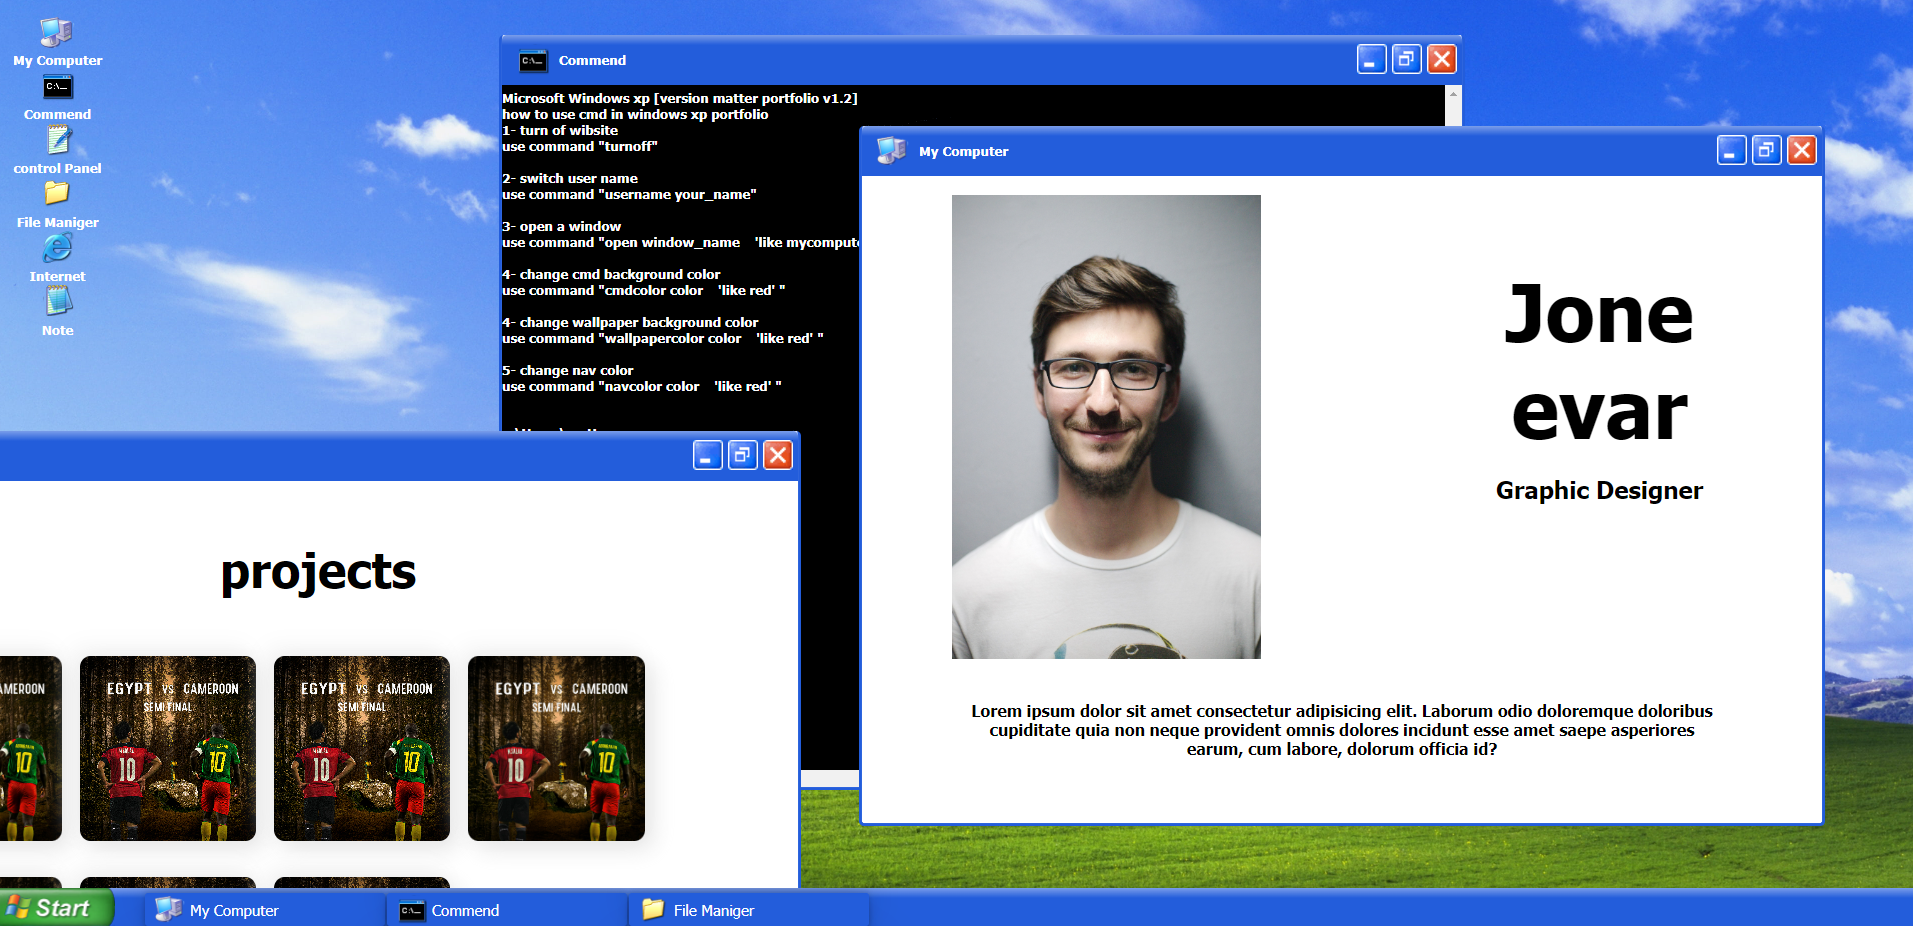 My Computer
Commend
control Panel
File Maniger
Internet
Note
C:\_
Commend
Microsoft Windows xp [version matter portfolio v1.2]
how to use cmd in windows xp portfolio
1- turn of wibsite
use command "turnoff"
2- switch user name
use command "username your_name"
3- open a window
use command "open window_name 'like mycompute
4- change cmd background color
use command "cmdcolor color 'like red' "
4- change wallpaper background color
use command "wallpapercolor color 'like red' "
5- change nav color
use command "navcolor color 'like red' "
My Computer
Jone
evar
Graphic Designer
Lorem ipsum dolor sit amet consectetur adipisicing elit. Laborum odio doloremque doloribus
cupiditate quia non neque provident omnis dolores incidunt esse amet saepe asperiores
earum, cum labore, dolorum officia id?
projects
AMEROON
EGYPT VS CAMEROON
SEMI FINAL
10
10
EGYPT VS CAMEROON
SEMI FINAL
10
10
EGYPT VS CAMEROON
SEMI FINAL
10
10
10
Start
My Computer
Commend
File Maniger